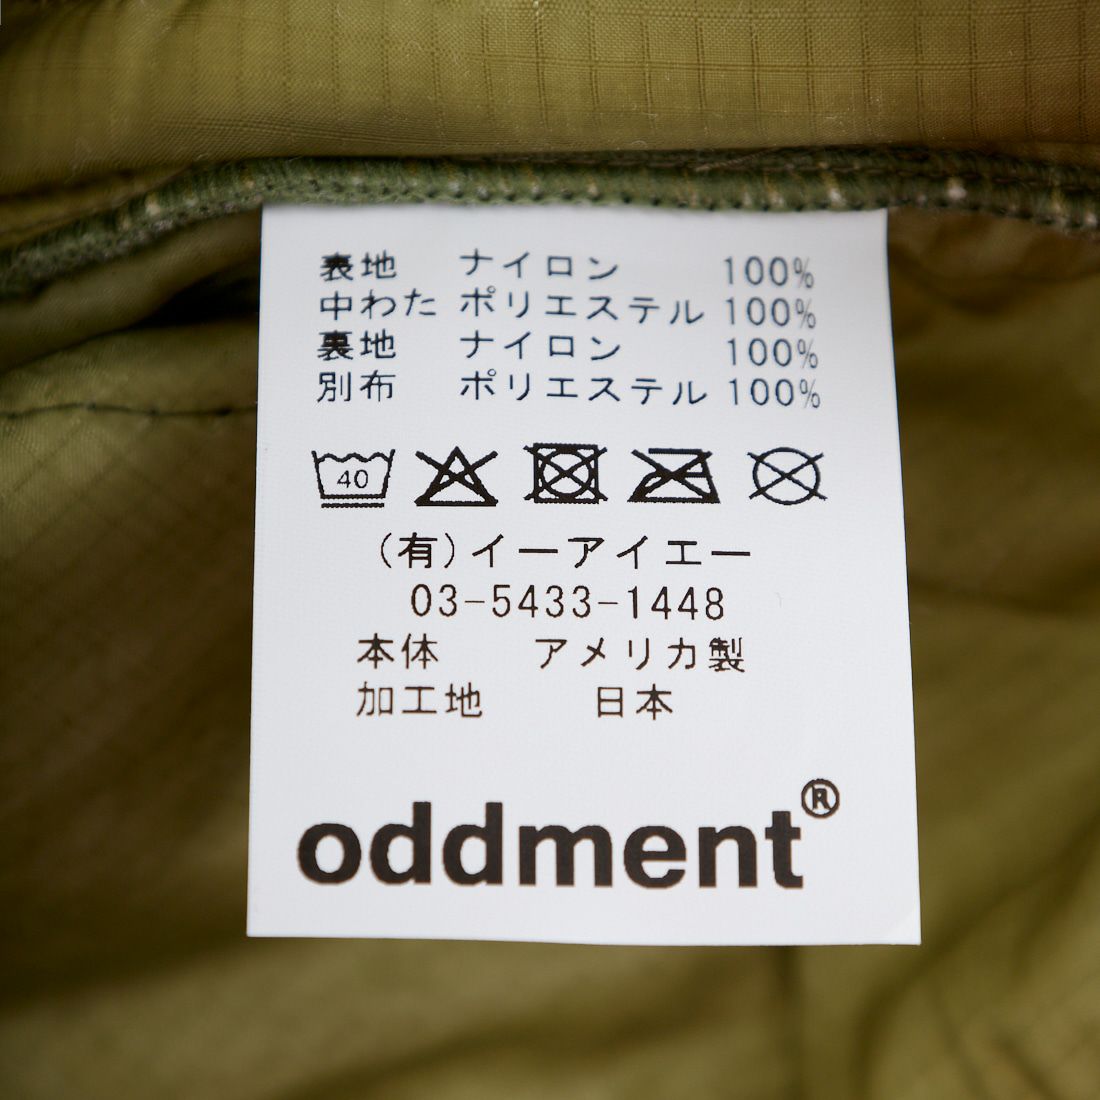 表地 ナイロン 100%
中わた ポリエステル 100%
裏地 ナイロン 100%
別布 ポリエステル 100%
40
(有)イーアイエー
03-5433-1448
本体 アメリカ製
加工地 日本
oddment®